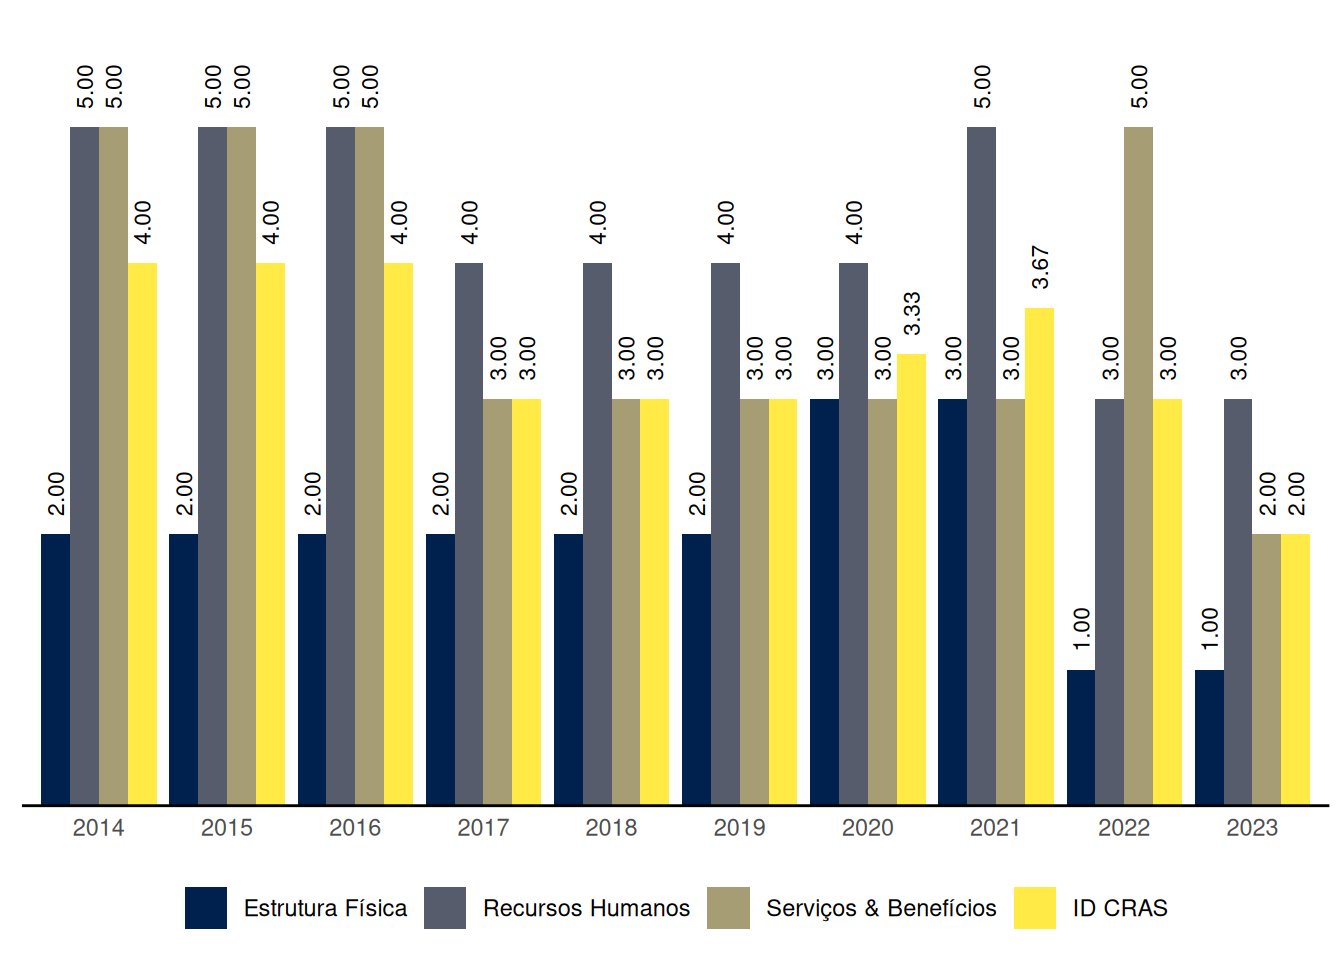 5.00 5.00 5.00 5.00 5.00 5.00 5.00 5.00
4.00 4.00 4.00 4.00 4.00 4.00 4.00
3.67
3.33
3.00 3.00 3.00 3.00 3.00 3.00 3.00 3.00 3.00 3.00 3.00 3.00 3.00
2.00 2.00 2.00 2.00 2.00 2.00 2.00 2.00
1.00 1.00
2014 2015 2016 2017 2018 2019 2020 2021 2022 2023
Estrutura Física Recursos Humanos Serviços & Benefícios ID CRAS